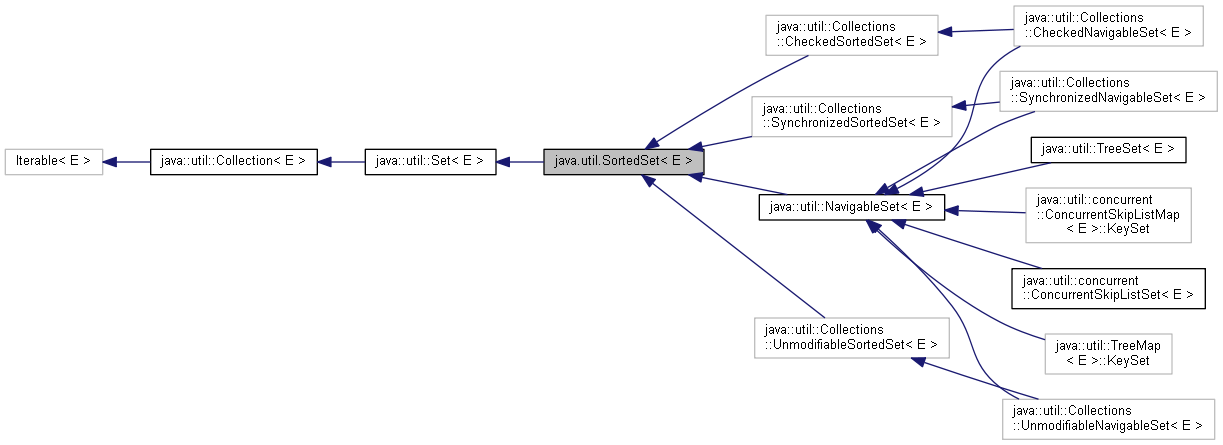 Iterable< E >
java::util::Collection< E >
java::util::Set< E >
java.util.SortedSet< E >
java::util::Collections
::CheckedSortedSet< E >
java::util::Collections
::SynchronizedSortedSet< E >
java::util::NavigableSet< E >
java::util::Collections
::UnmodifiableSortedSet< E >
java::util::Collections
::CheckedNavigableSet< E >
java::util::Collections
::SynchronizedNavigableSet< E >
java::util::TreeSet< E >
java::util::concurrent
::ConcurrentSkipListMap
< E >::KeySet
java::util::concurrent
::ConcurrentSkipListSet< E >
java::util::TreeMap
< E >::KeySet
java::util::Collections
::UnmodifiableNavigableSet< E >